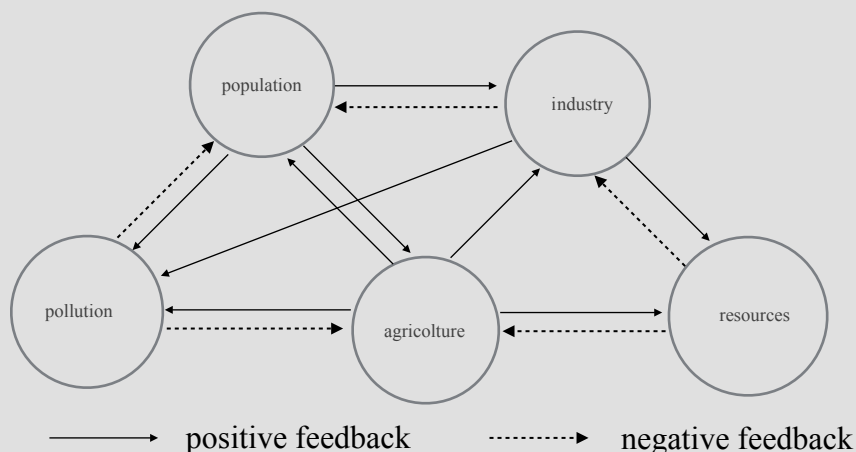 population
industry
pollution
agricolture
resources
positive feedback
negative feedback